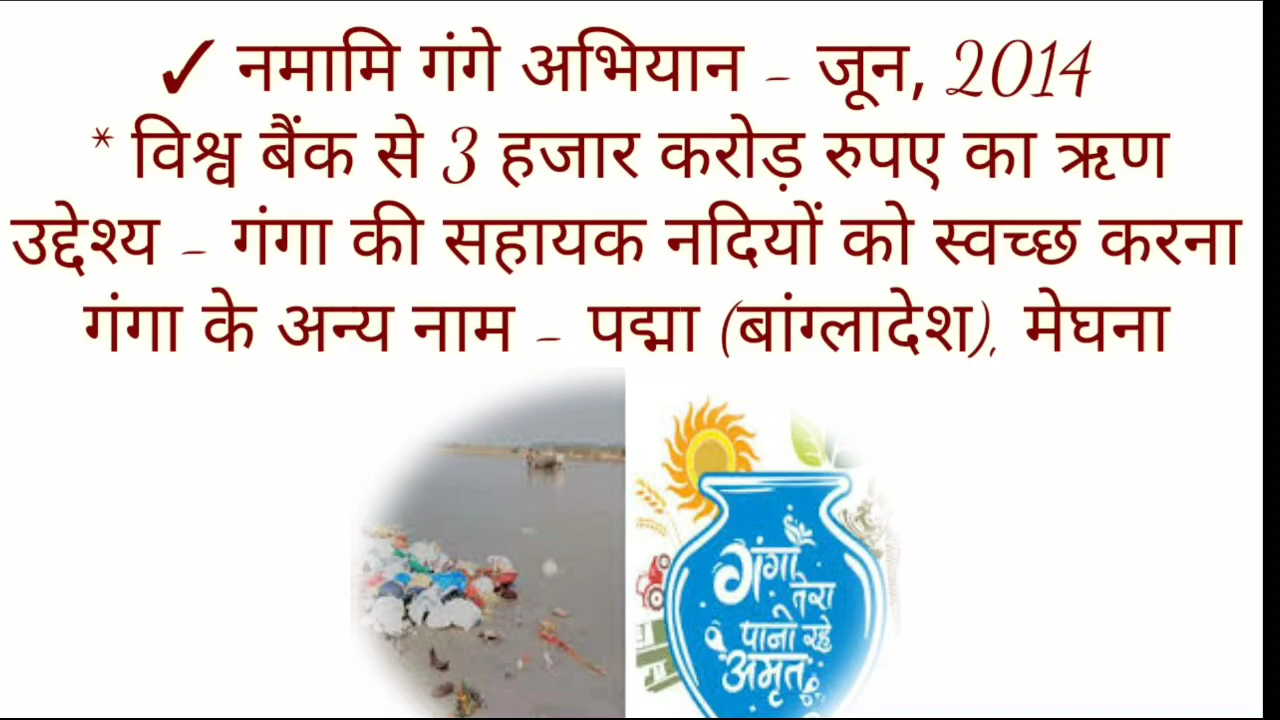 ✓ नमामि गंगे अभियान - जून, 2014
* विश्व बैंक से 3 हजार करोड़ रुपए का ऋण
उद्देश्य - गंगा की सहायक नदियों को स्वच्छ करना
गंगा के अन्य नाम - पद्मा (बांग्लादेश), मेघना
गंगा
तेरा
पानी रहे
अमृत